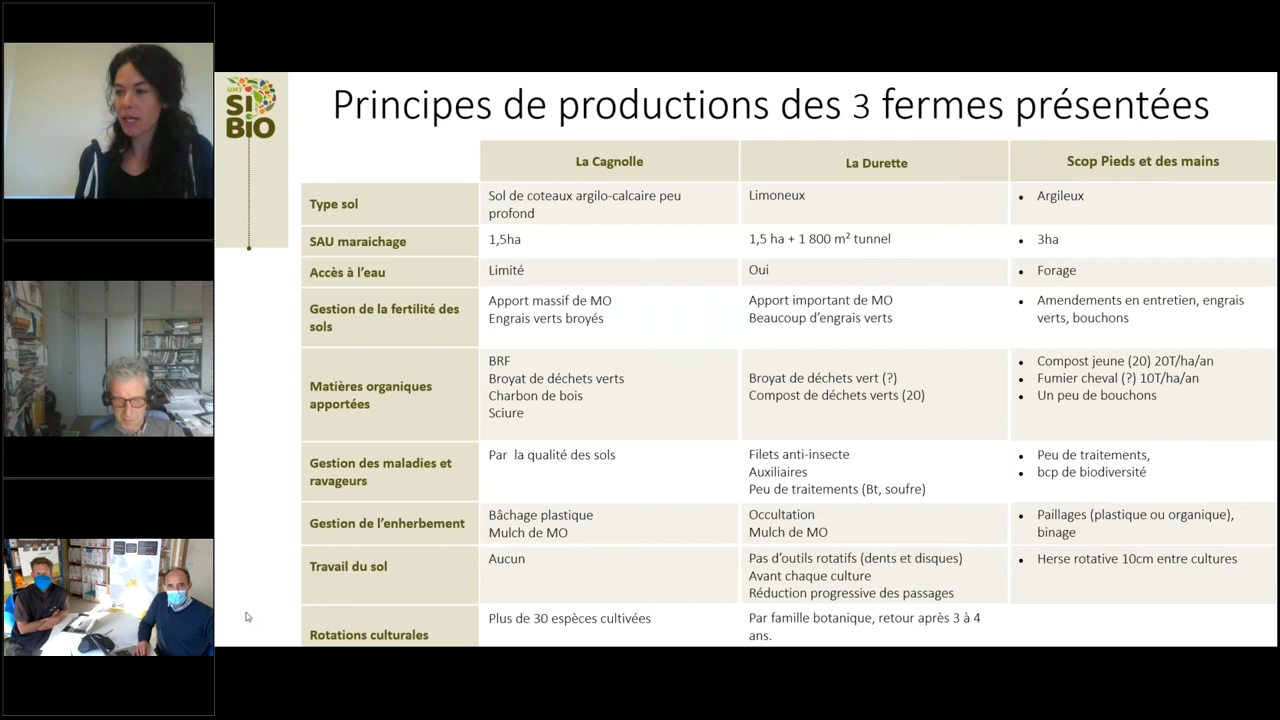 UMT
SI
BIO
Principes de productions des 3 fermes présentées
La Cagnolle
La Durette
Scop Pieds et des mains
Type sol
Sol de coteaux argilo-calcaire peu
profond
Limoneux
• Argileux
SAU maraichage
1,5ha
1,5 ha + 1 800 m² tunnel
• 3ha
Accès à l'eau
Limité
Oui
• Forage
Gestion de la fertilité des
sols
Apport massif de MO
Engrais verts broyés
Apport important de MO
Beaucoup d'engrais verts
• Amendements en entretien, engrais
verts, bouchons
Matières organiques
apportées
BRF
Broyat de déchets verts
Charbon de bois
Sciure
Broyat de déchets vert (?)
Compost de déchets verts (20)
• Compost jeune (20) 20T/ha/an
• Fumier cheval (?) 10T/ha/an
• Un peu de bouchons
Gestion des maladies et
ravageurs
Par la qualité des sols
Filets anti-insecte
Auxiliaires
Peu de traitements (Bt, soufre)
• Peu de traitements,
• bcp de biodiversité
Gestion de l'enherbement
Bâchage plastique
Mulch de MO
Occultation
Mulch de MO
• Paillages (plastique ou organique),
binage
Travail du sol
Aucun
Pas d'outils rotatifs (dents et disques)
Avant chaque culture
Réduction progressive des passages
• Herse rotative 10cm entre cultures
Rotations culturales
Plus de 30 espèces cultivées
Par famille botanique, retour après 3 à 4
ans.